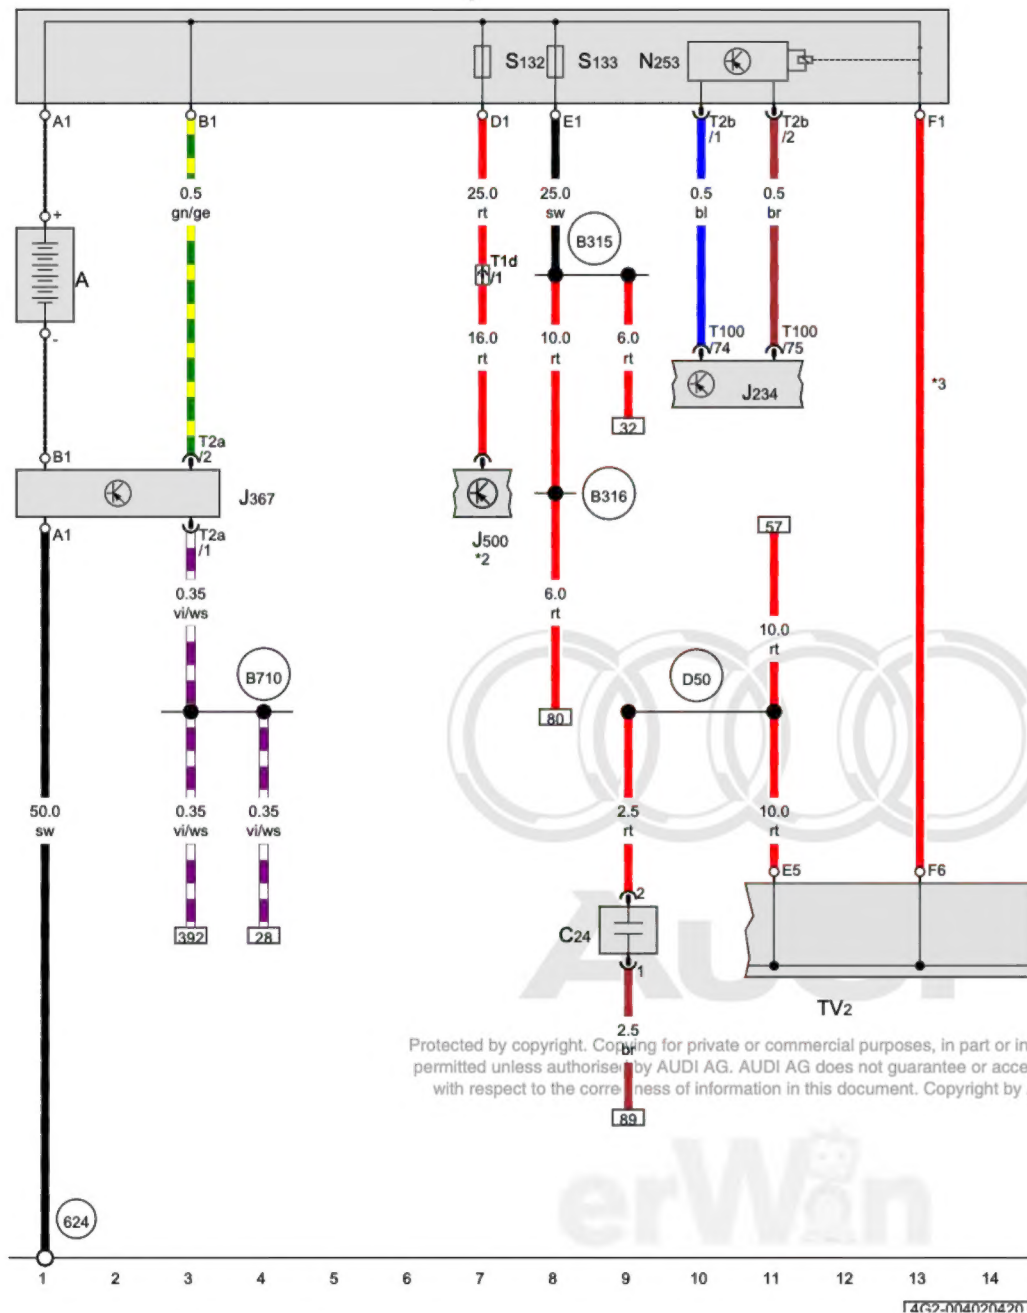 S132
S133
N253
A1
B1
D1
E1
T2b
/1
T2b
/2
F1
0.5
gn/ge
25.0
rt
25.0
sw
0.5
bl
0.5
br
+
B315
A
T1d
/1
-
16.0
rt
10.0
rt
6.0
rt
T100
/74
T100
/75
*3
J234
32
B1
T2a
/2
J367
B316
A1
T2a
/1
J500
*2
57
0.35
vi/ws
6.0
rt
10.0
rt
B710
D50
80
50.0
sw
0.35
vi/ws
0.35
vi/ws
2.5
rt
10.0
rt
E5
F6
2
392
28
C24
1
Audi
TV2
2.5
br
Protected by copyright. Copying for private or commercial purposes, in part or in
permitted unless authorised by AUDI AG. AUDI AG does not guarantee or acce
with respect to the correctness of information in this document. Copyright by
89
erWin
624
1 2 3 4 5 6 7 8 9 10 11 12 13 14
4G2-004020420